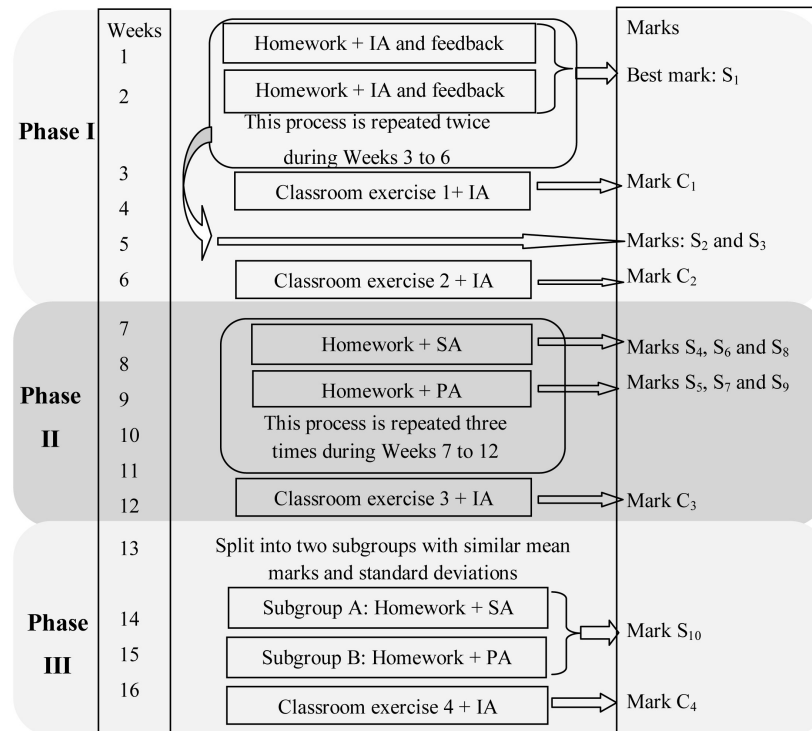 Weeks
Marks
1
Homework + IA and feedback
Best mark: S₁
2
Homework + IA and feedback
Phase I
This process is repeated twice
during Weeks 3 to 6
3
Classroom exercise 1+ IA
Mark C₁
4
5
Marks: S₂ and S₃
6
Classroom exercise 2 + IA
Mark C₂
7
Homework + SA
Marks S₄, S₆ and S₈
8
Phase
II
9
Homework + PA
Marks S₅, S₇ and S₉
10
This process is repeated three
times during Weeks 7 to 12
11
12
Classroom exercise 3 + IA
Mark C₃
13
Split into two subgroups with similar mean
marks and standard deviations
Phase
III
14
Subgroup A: Homework + SA
Mark S₁₀
15
Subgroup B: Homework + PA
16
Classroom exercise 4 + IA
Mark C₄